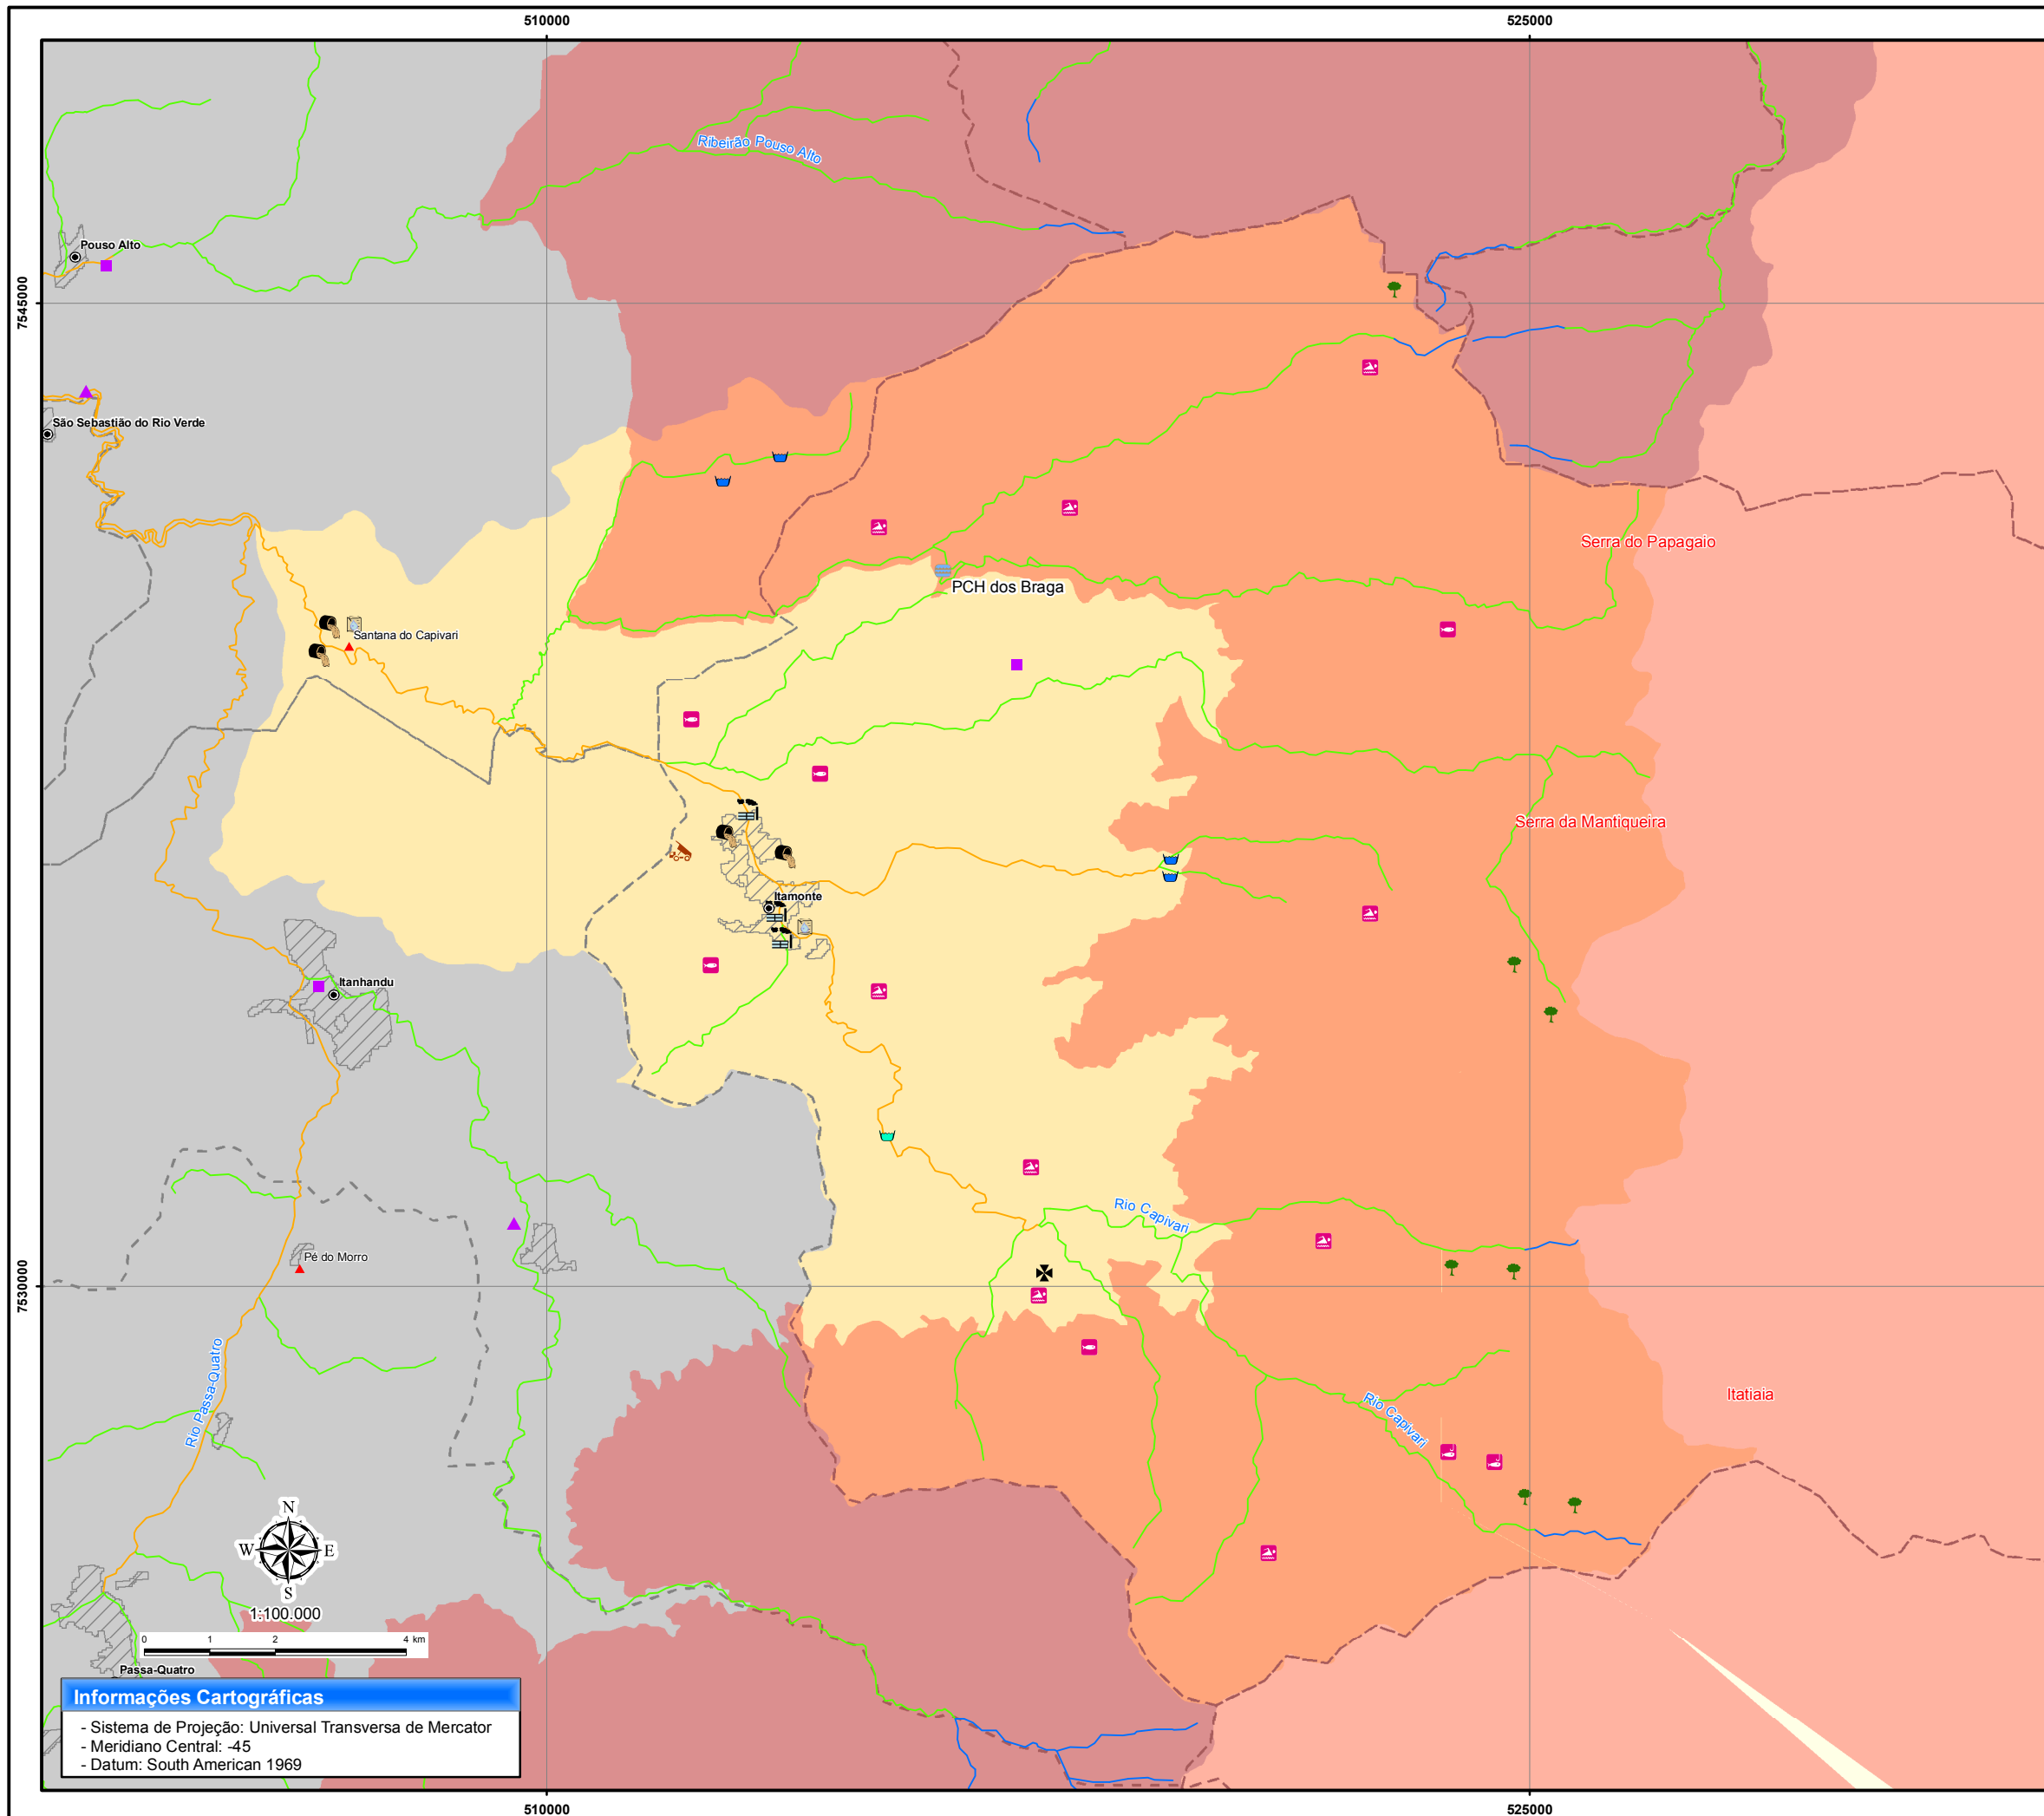 510000
525000
Ribeirão Pouso Alto
Pouso Alto
7545000
São Sebastião do Rio Verde
Serra do Papagaio
PCH dos Braga
Santana do Capivari
Serra da Mantiqueira
Itamonte
Itanhandu
Rio Capivari
Pé do Morro
7530000
Rio Passa-Quatro
Itatiaia
Rio Capivari
N
W
E
S
1:100.000
0 1 2 4 km
Passa-Quatro
Informações Cartográficas
- Sistema de Projeção: Universal Transversa de Mercator
- Meridiano Central: -45
- Datum: South American 1969
510000
525000